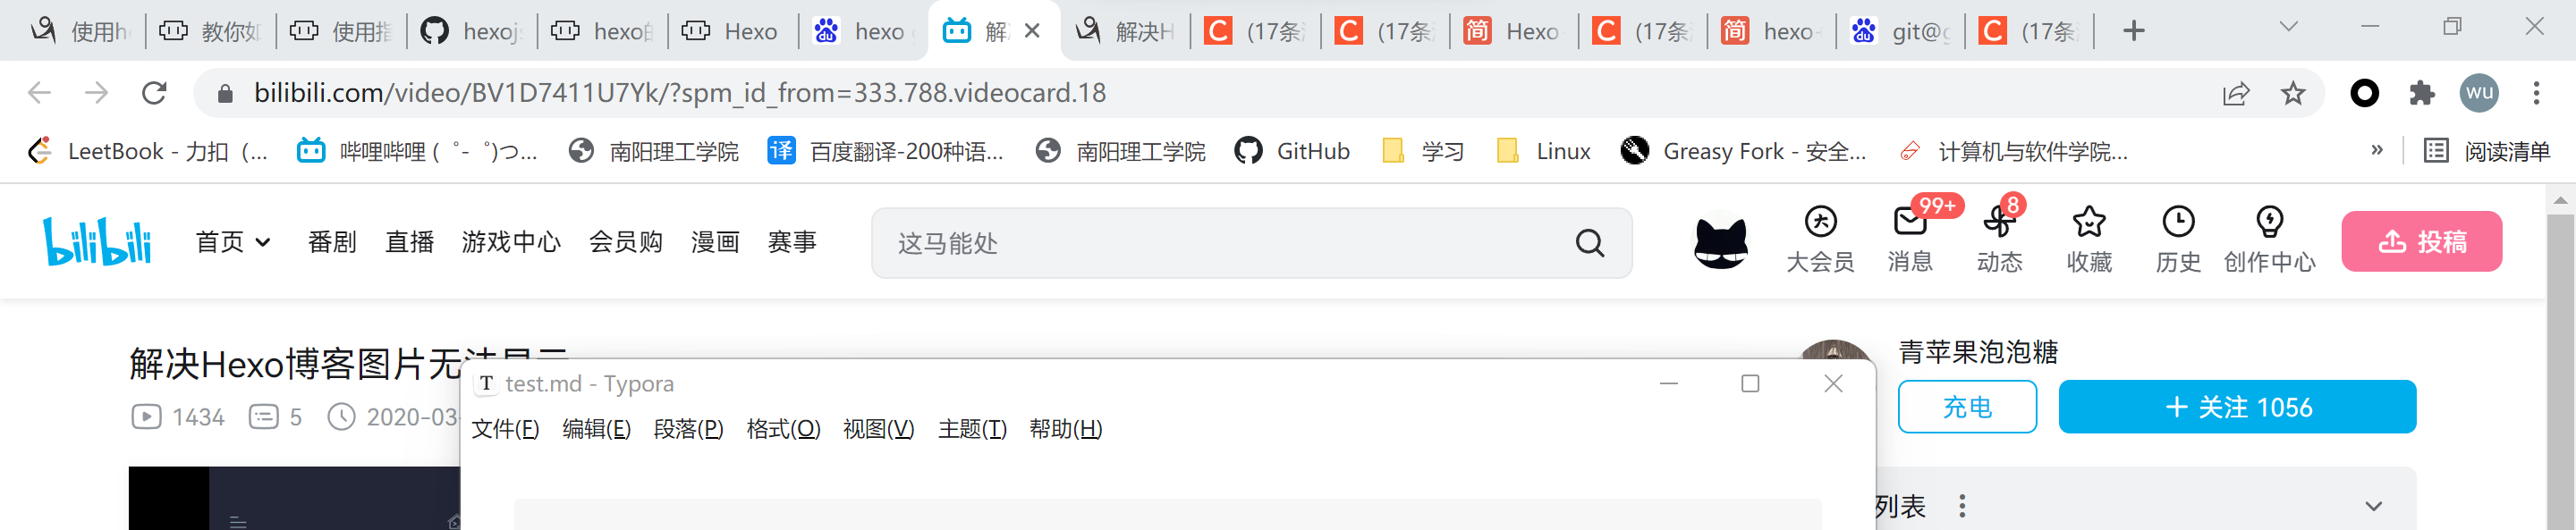 使用h 教你如 使用指 hexojs hexo的 Hexo hexo 解 解决H (17条 (17条 Hexo (17条 hexo- git@g (17条
bilibili.com/video/BV1D7411U7Yk/?spm_id_from=333.788.videocard.18 wu
LeetBook - 力扣（... 哔哩哔哩 (゜-゜)つ... 南阳理工学院 译 百度翻译-200种语... 南阳理工学院 GitHub 学习 Linux Greasy Fork - 安全... 计算机与软件学院... » 阅读清单
bilibili 首页 番剧 直播 游戏中心 会员购 漫画 赛事 这马能处 大会员 99+ 消息 8 动态 收藏 历史 创作中心 投稿
解决Hexo博客图片无 青苹果泡泡糖
T test.md - Typora
1434 5 2020-03- 充电 + 关注 1056
文件(F) 编辑(E) 段落(P) 格式(O) 视图(V) 主题(T) 帮助(H)
列表